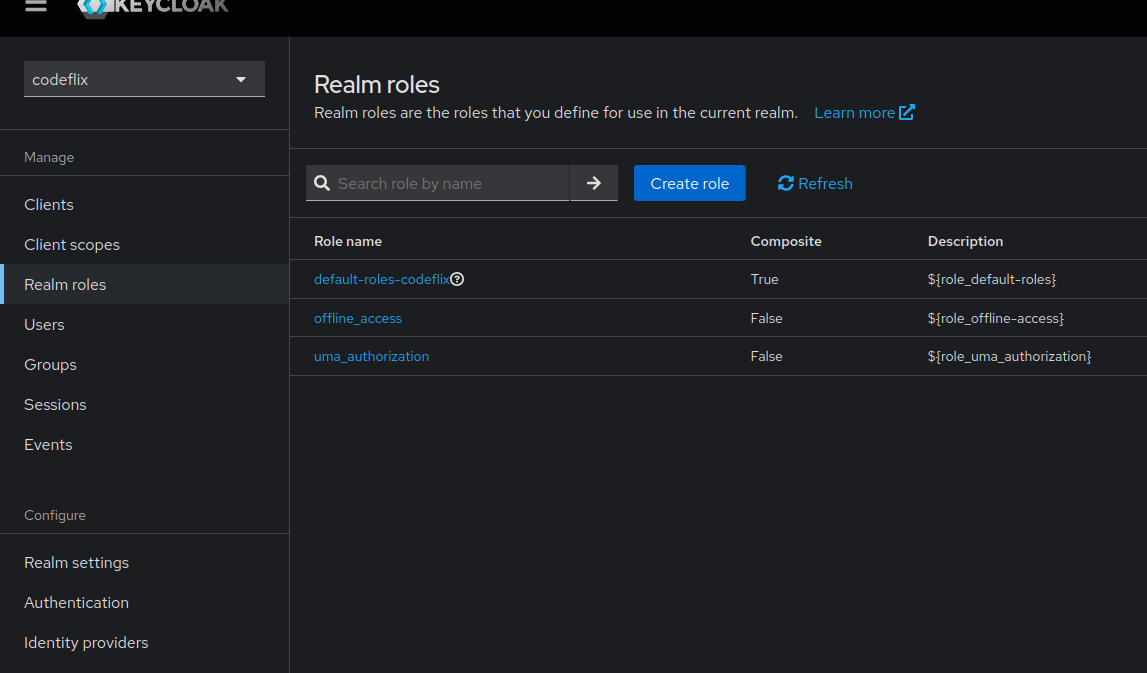 KEYCLOAK
codeflix
Manage
Clients
Client scopes
Realm roles
Users
Groups
Sessions
Events
Configure
Realm settings
Authentication
Identity providers
Realm roles
Realm roles are the roles that you define for use in the current realm. Learn more
Search role by name Create role Refresh
Role name Composite Description
default-roles-codeflix True ${role_default-roles}
offline_access False ${role_offline-access}
uma_authorization False ${role_uma_authorization}